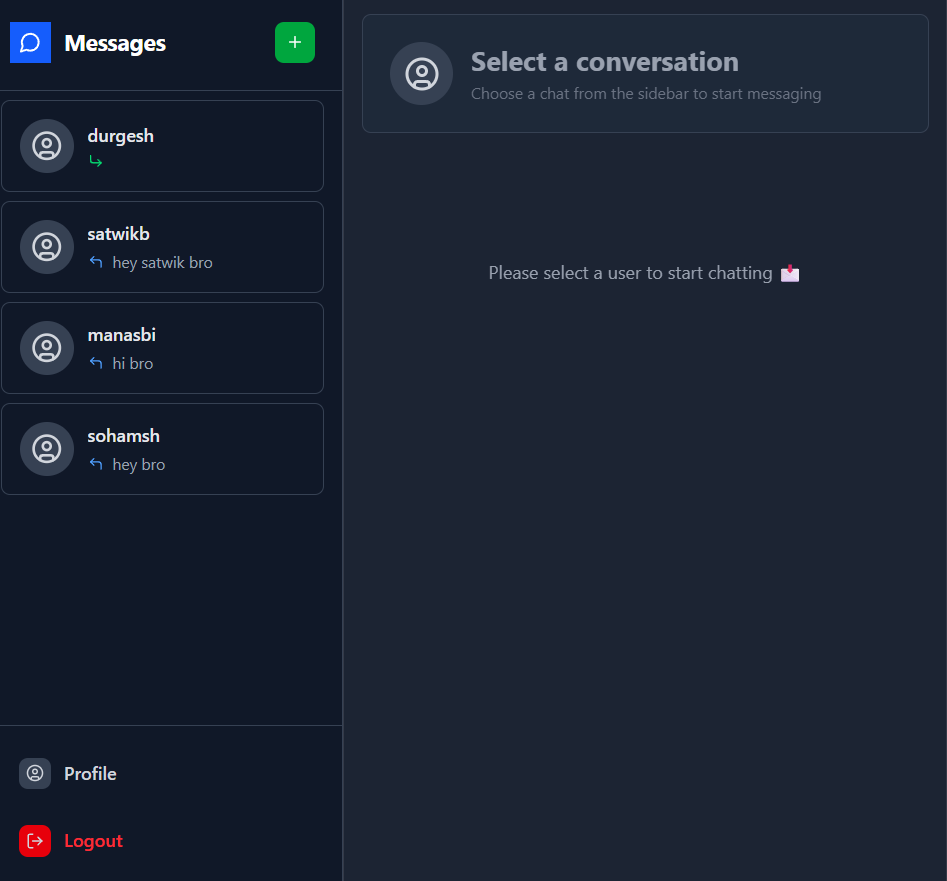 Messages
durgesh
satwikb
hey satwik bro
manasbi
hi bro
sohamsh
hey bro
Profile
Logout
Select a conversation
Choose a chat from the sidebar to start messaging
Please select a user to start chatting 📩